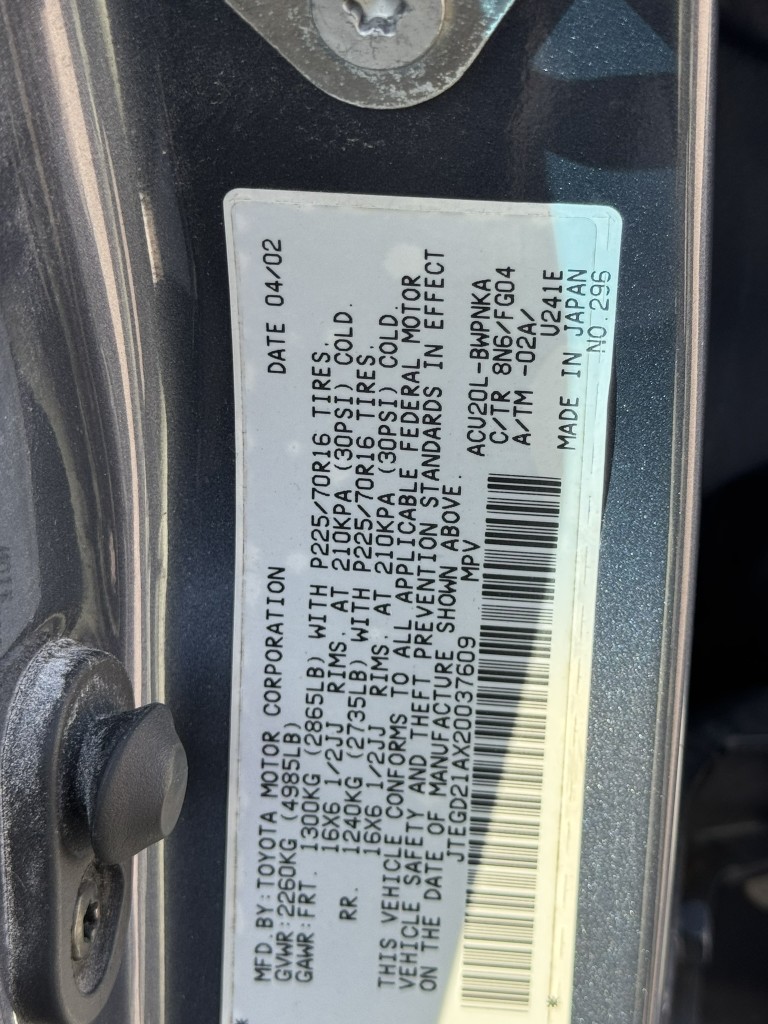 MFD.BY:TOYOTA MOTOR CORPORATION DATE 04/02
GVWR:2260KG (4985LB)
GAWR:FRT. 1300KG (2865LB) WITH P225/70R16 TIRES,
16X6 1/2JJ RIMS, AT 210KPA (30PSI) COLD.
RR. 1240KG (2735LB) WITH P225/70R16 TIRES,
16X6 1/2JJ RIMS, AT 210KPA (30PSI) COLD.
THIS VEHICLE CONFORMS TO ALL APPLICABLE FEDERAL MOTOR
VEHICLE SAFETY AND THEFT PREVENTION STANDARDS IN EFFECT
ON THE DATE OF MANUFACTURE SHOWN ABOVE.
JTEGD21AX20037609 MPV
ACU20L-BWPNKA
C/TR 8N6/FG04
A/TM -02A/
U241E
MADE IN JAPAN
NO.296